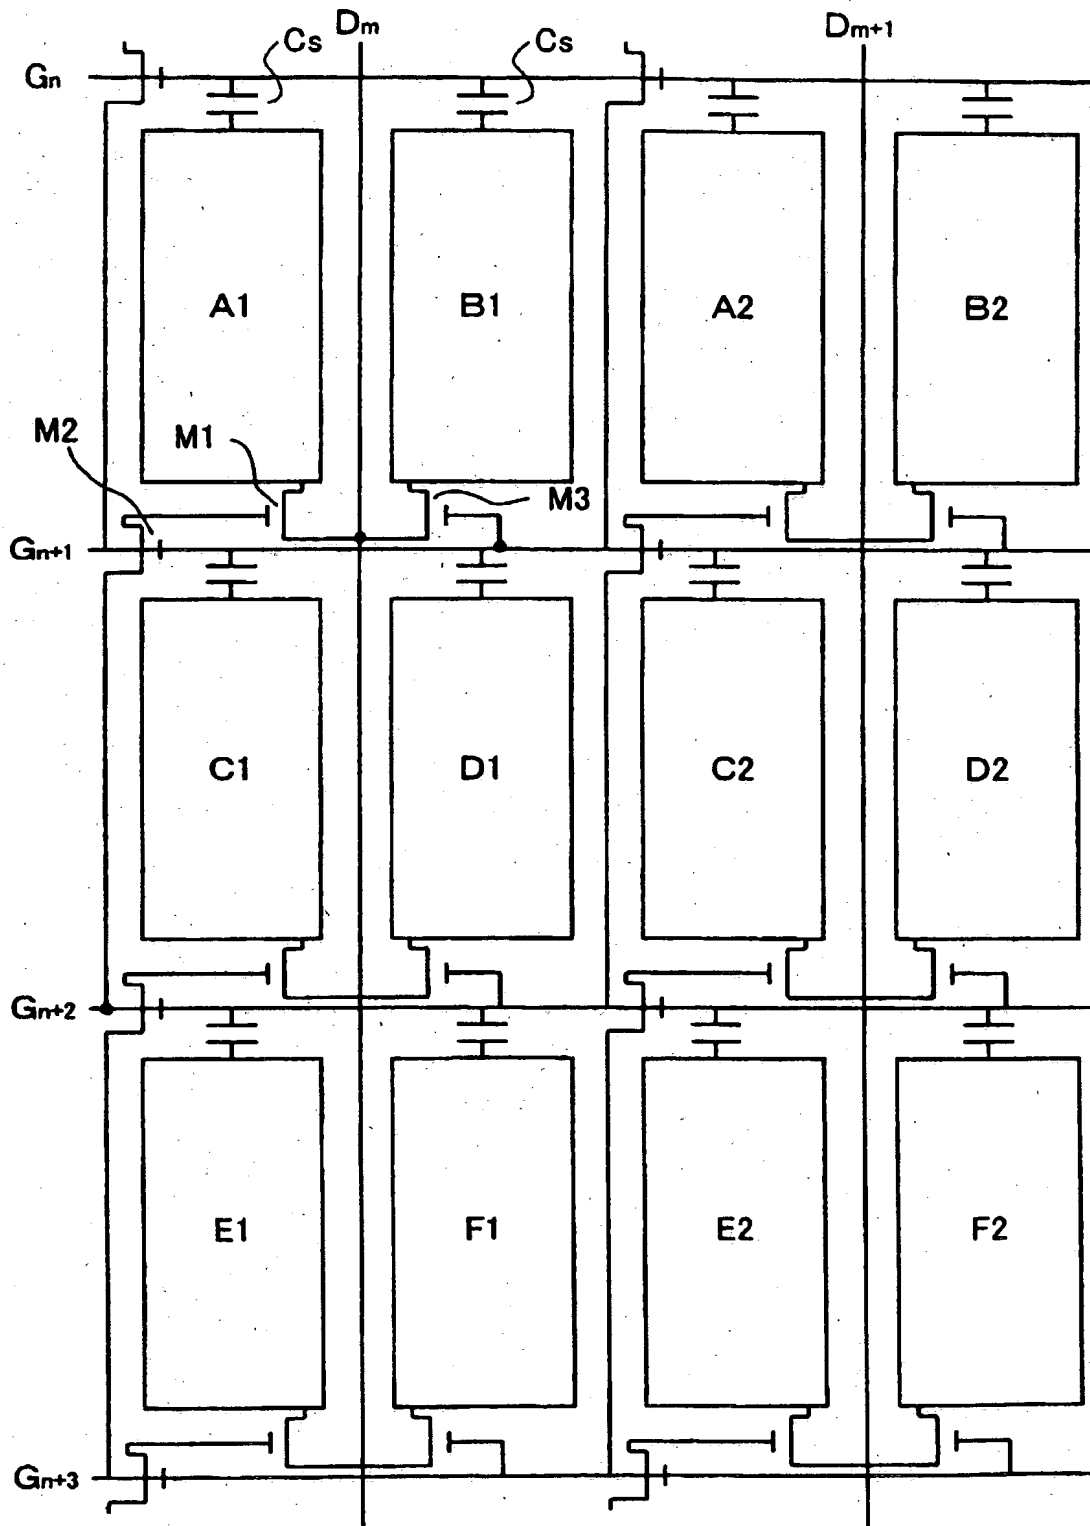 Dm Dm+1
Cs Cs
Gn
A1 B1 A2 B2
M2 M1 M3
Gn+1
C1 D1 C2 D2
Gn+2
E1 F1 E2 F2
Gn+3